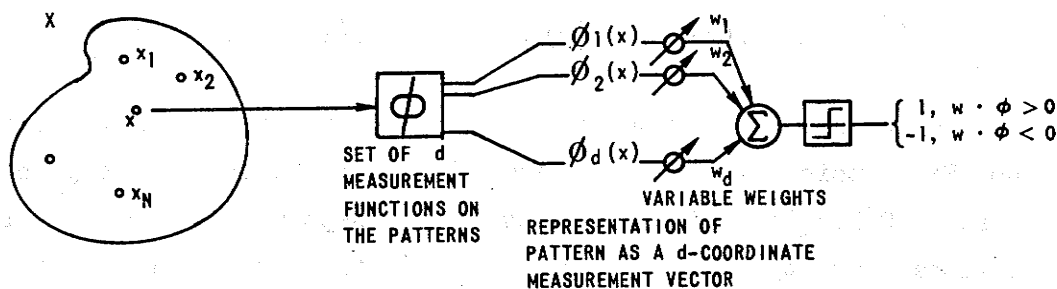 X
x1
x2
x
xN
ϕ
SET OF d
MEASUREMENT
FUNCTIONS ON
THE PATTERNS
ϕ1(x)
w1
ϕ2(x)
w2
ϕd(x)
wd
Σ
VARIABLE WEIGHTS
REPRESENTATION OF
PATTERN AS A d-COORDINATE
MEASUREMENT VECTOR
1, w · ϕ > 0
-1, w · ϕ < 0